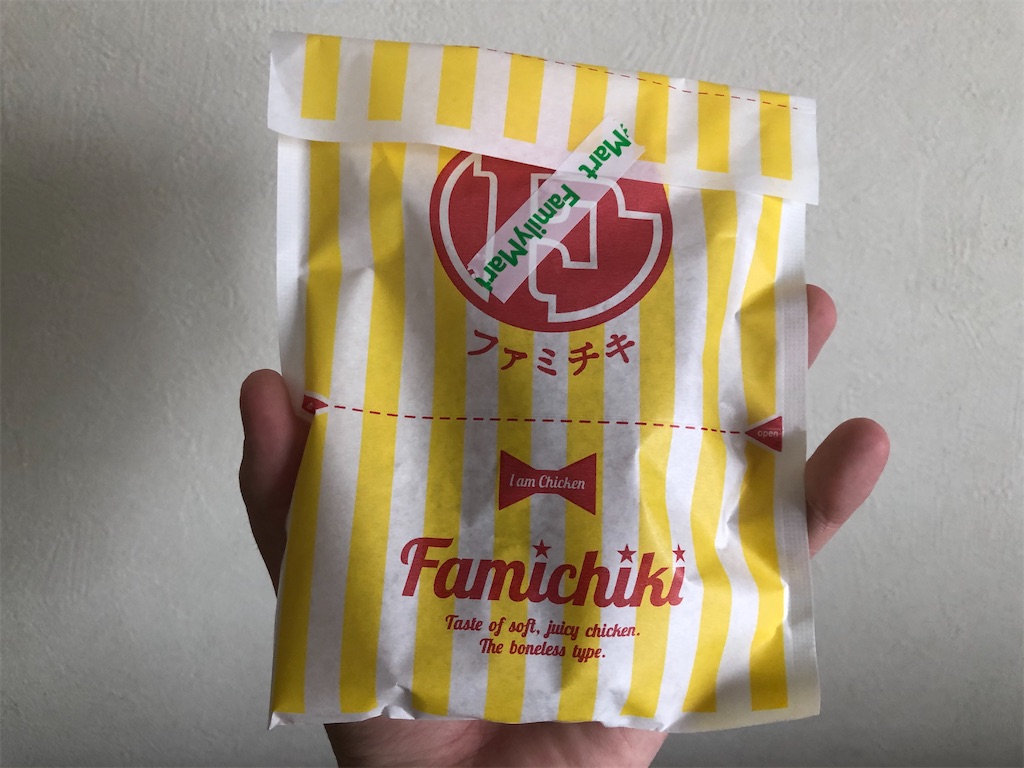 Mart FamilyMart
ファミチキ
open
I am Chicken
Famichiki
Taste of soft, juicy chicken.
The boneless type.